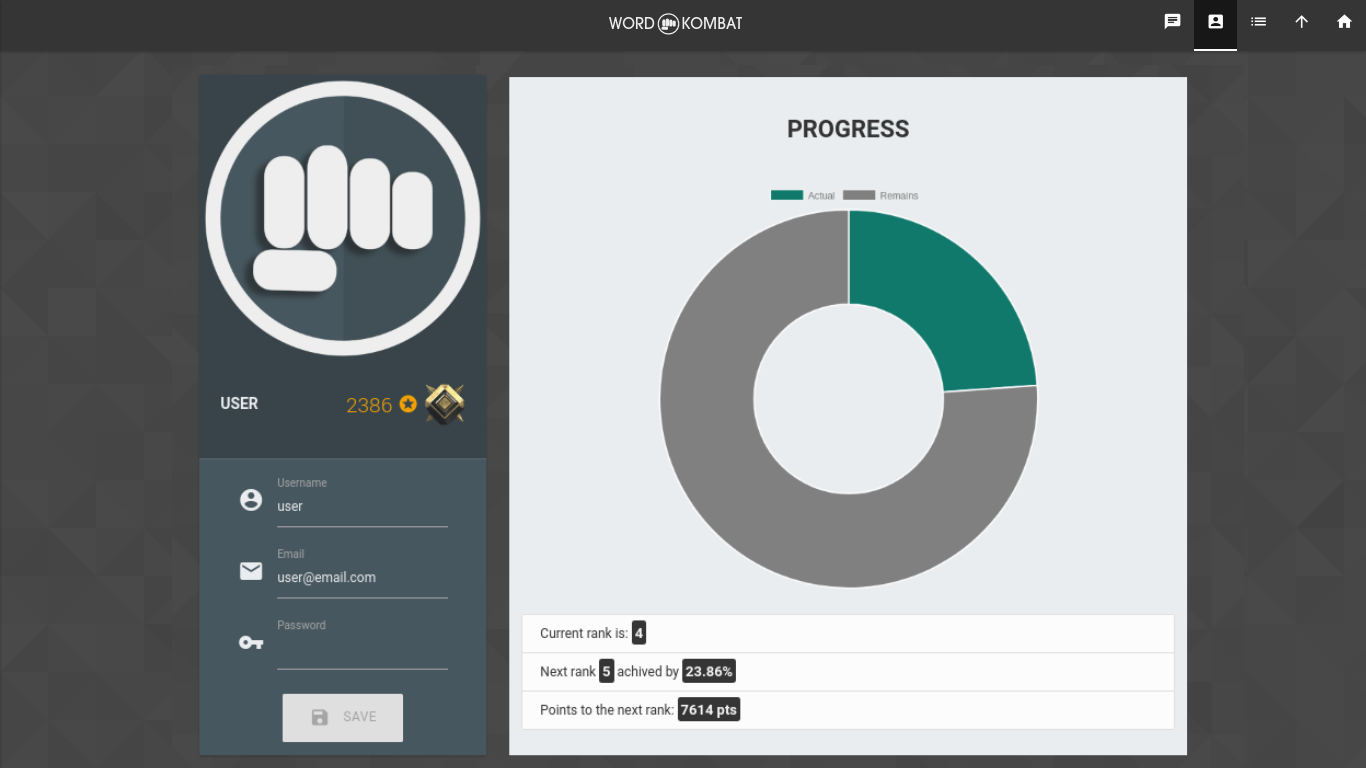 WORD KOMBAT
USER
2386
Username
user
Email
user@email.com
Password
SAVE
PROGRESS
Actual Remains
Current rank is: 4
Next rank 5 achived by 23.86%
Points to the next rank: 7614 pts